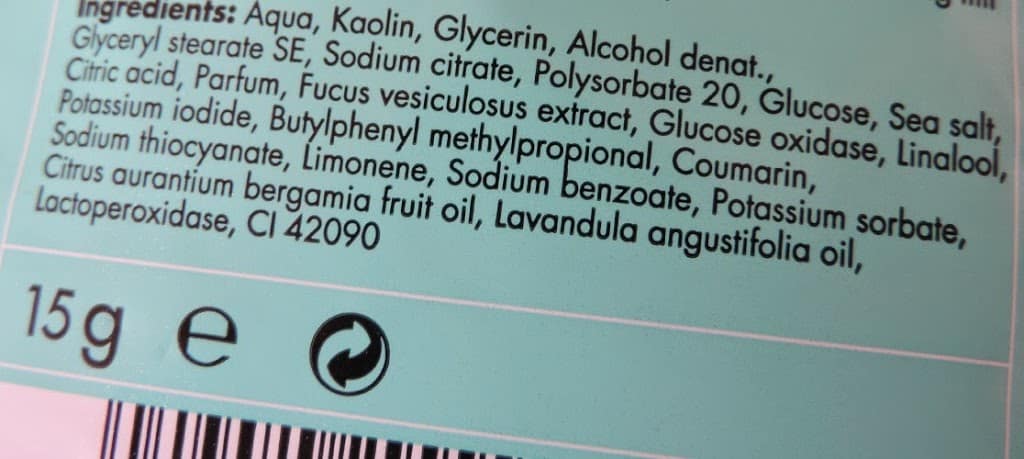 Ingredients: Aqua, Kaolin, Glycerin, Alcohol denat.,
Glyceryl stearate SE, Sodium citrate, Polysorbate 20, Glucose, Sea salt,
Citric acid, Parfum, Fucus vesiculosus extract, Glucose oxidase, Linalool,
Potassium iodide, Butylphenyl methylpropional, Coumarin,
Sodium thiocyanate, Limonene, Sodium benzoate, Potassium sorbate,
Citrus aurantium bergamia fruit oil, Lavandula angustifolia oil,
Lactoperoxidase, CI 42090
15g e